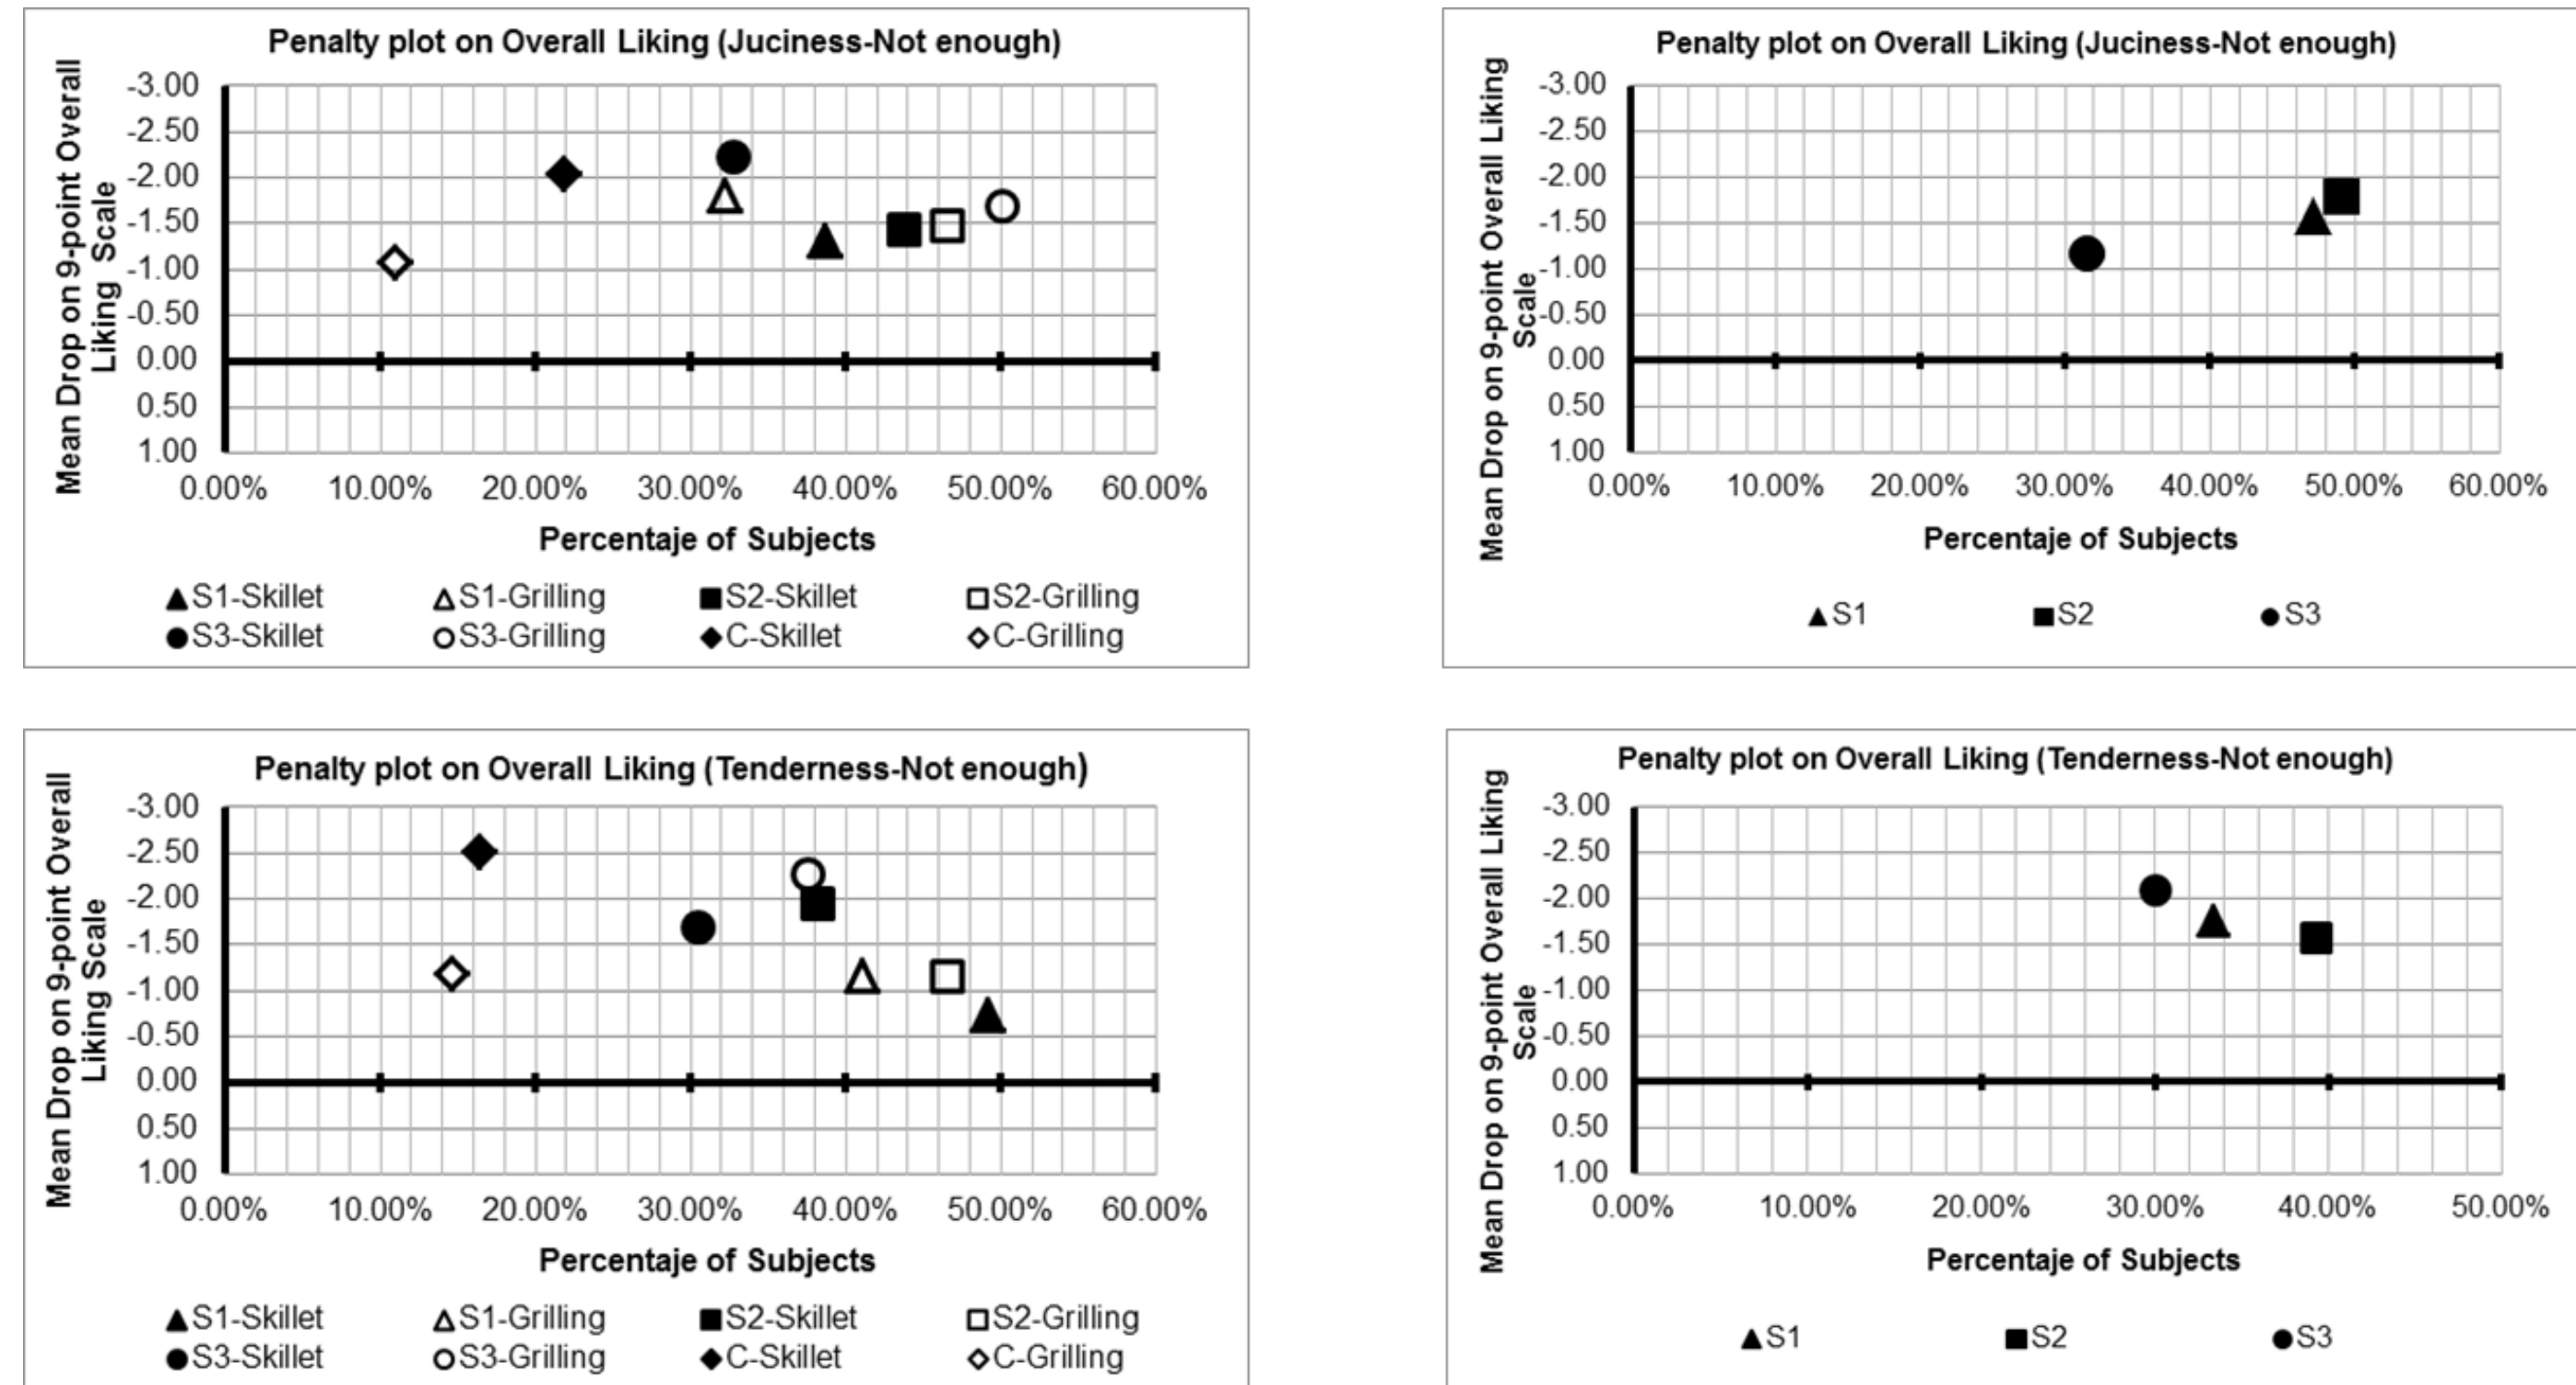 Penalty plot on Overall Liking (Juciness-Not enough)
Mean Drop on 9-point Overall
Liking Scale
-3.00
-2.50
-2.00
-1.50
-1.00
-0.50
0.00
0.50
1.00
0.00% 10.00% 20.00% 30.00% 40.00% 50.00% 60.00%
Percentaje of Subjects
S1-Skillet S1-Grilling S2-Skillet S2-Grilling
S3-Skillet S3-Grilling C-Skillet C-Grilling
Penalty plot on Overall Liking (Juciness-Not enough)
Mean Drop on 9-point Overall Liking
Scale
-3.00
-2.50
-2.00
-1.50
-1.00
-0.50
0.00
0.50
1.00
0.00% 10.00% 20.00% 30.00% 40.00% 50.00% 60.00%
Percentaje of Subjects
S1 S2 S3
Penalty plot on Overall Liking (Tenderness-Not enough)
Mean Drop on 9-point Overall
Liking Scale
-3.00
-2.50
-2.00
-1.50
-1.00
-0.50
0.00
0.50
1.00
0.00% 10.00% 20.00% 30.00% 40.00% 50.00% 60.00%
Percentaje of Subjects
S1-Skillet S1-Grilling S2-Skillet S2-Grilling
S3-Skillet S3-Grilling C-Skillet C-Grilling
Penalty plot on Overall Liking (Tenderness-Not enough)
Mean Drop on 9-point Overall Liking
Scale
-3.00
-2.50
-2.00
-1.50
-1.00
-0.50
0.00
0.50
1.00
0.00% 10.00% 20.00% 30.00% 40.00% 50.00%
Percentaje of Subjects
S1 S2 S3